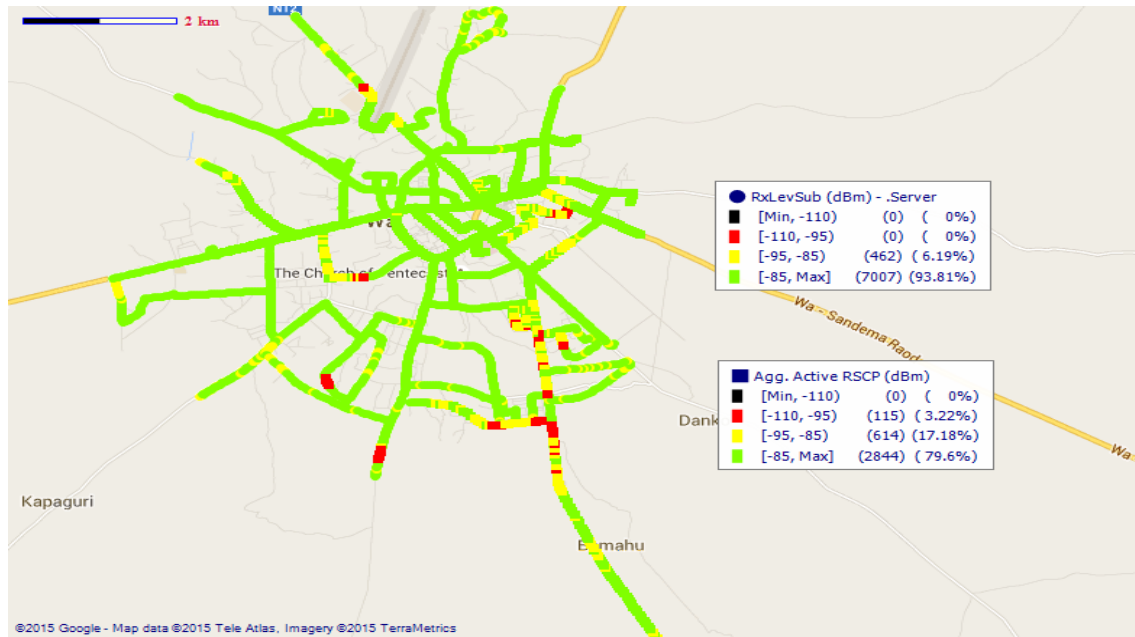 N12
2 km
Wa
The Church of Pentecost A
RxLevSub (dBm) - .Server
[Min, -110) (0) ( 0%)
[-110, -95) (0) ( 0%)
[-95, -85) (462) ( 6.19%)
[-85, Max] (7007) (93.81%)
Wa - Sandema Raod
Agg. Active RSCP (dBm)
[Min, -110) (0) ( 0%)
[-110, -95) (115) ( 3.22%)
[-95, -85) (614) (17.18%)
[-85, Max] (2844) ( 79.6%)
Dank
Wa
Kapaguri
©2015 Google - Map data ©2015 Tele Atlas, Imagery ©2015 TerraMetrics